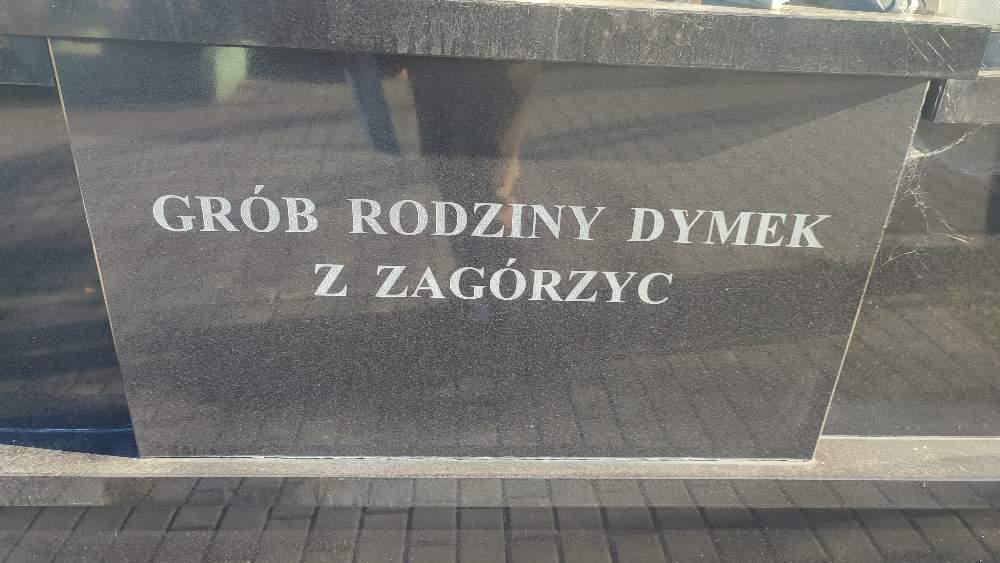 GRÓB RODZINY DYMEK
Z ZAGÓRZYC